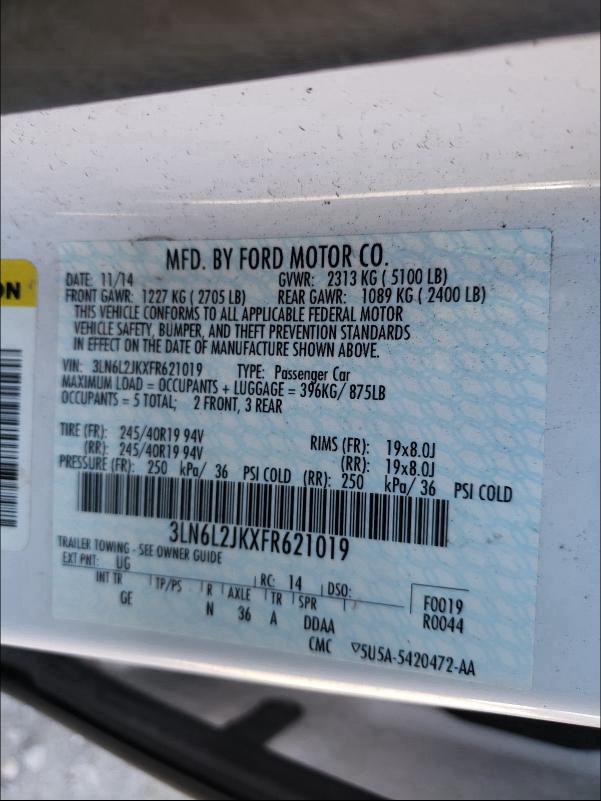 MFD. BY FORD MOTOR CO.
DATE: 11/14 GVWR: 2313 KG ( 5100 LB)
FRONT GAWR: 1227 KG ( 2705 LB) REAR GAWR: 1089 KG ( 2400 LB)
THIS VEHICLE CONFORMS TO ALL APPLICABLE FEDERAL MOTOR
VEHICLE SAFETY, BUMPER, AND THEFT PREVENTION STANDARDS
IN EFFECT ON THE DATE OF MANUFACTURE SHOWN ABOVE.
VIN: 3LN6L2JKXFR621019 TYPE: Passenger Car
MAXIMUM LOAD = OCCUPANTS + LUGGAGE = 396KG/ 875LB
OCCUPANTS = 5 TOTAL; 2 FRONT, 3 REAR
TIRE (FR): 245/40R19 94V RIMS (FR): 19x8.0J
(RR): 245/40R19 94V (RR): 19x8.0J
PRESSURE (FR): 250 kPa/ 36 PSI COLD (RR): 250 kPa/ 36 PSI COLD
3LN6L2JKXFR621019
TRAILER TOWING - SEE OWNER GUIDE
EXT PNT: UG RC: 14 DSO:
INT TR TP/PS R AXLE TR SPR F0019
GE N 36 A DDAA R0044
CMC ▽5U5A-5420472-AA
ON